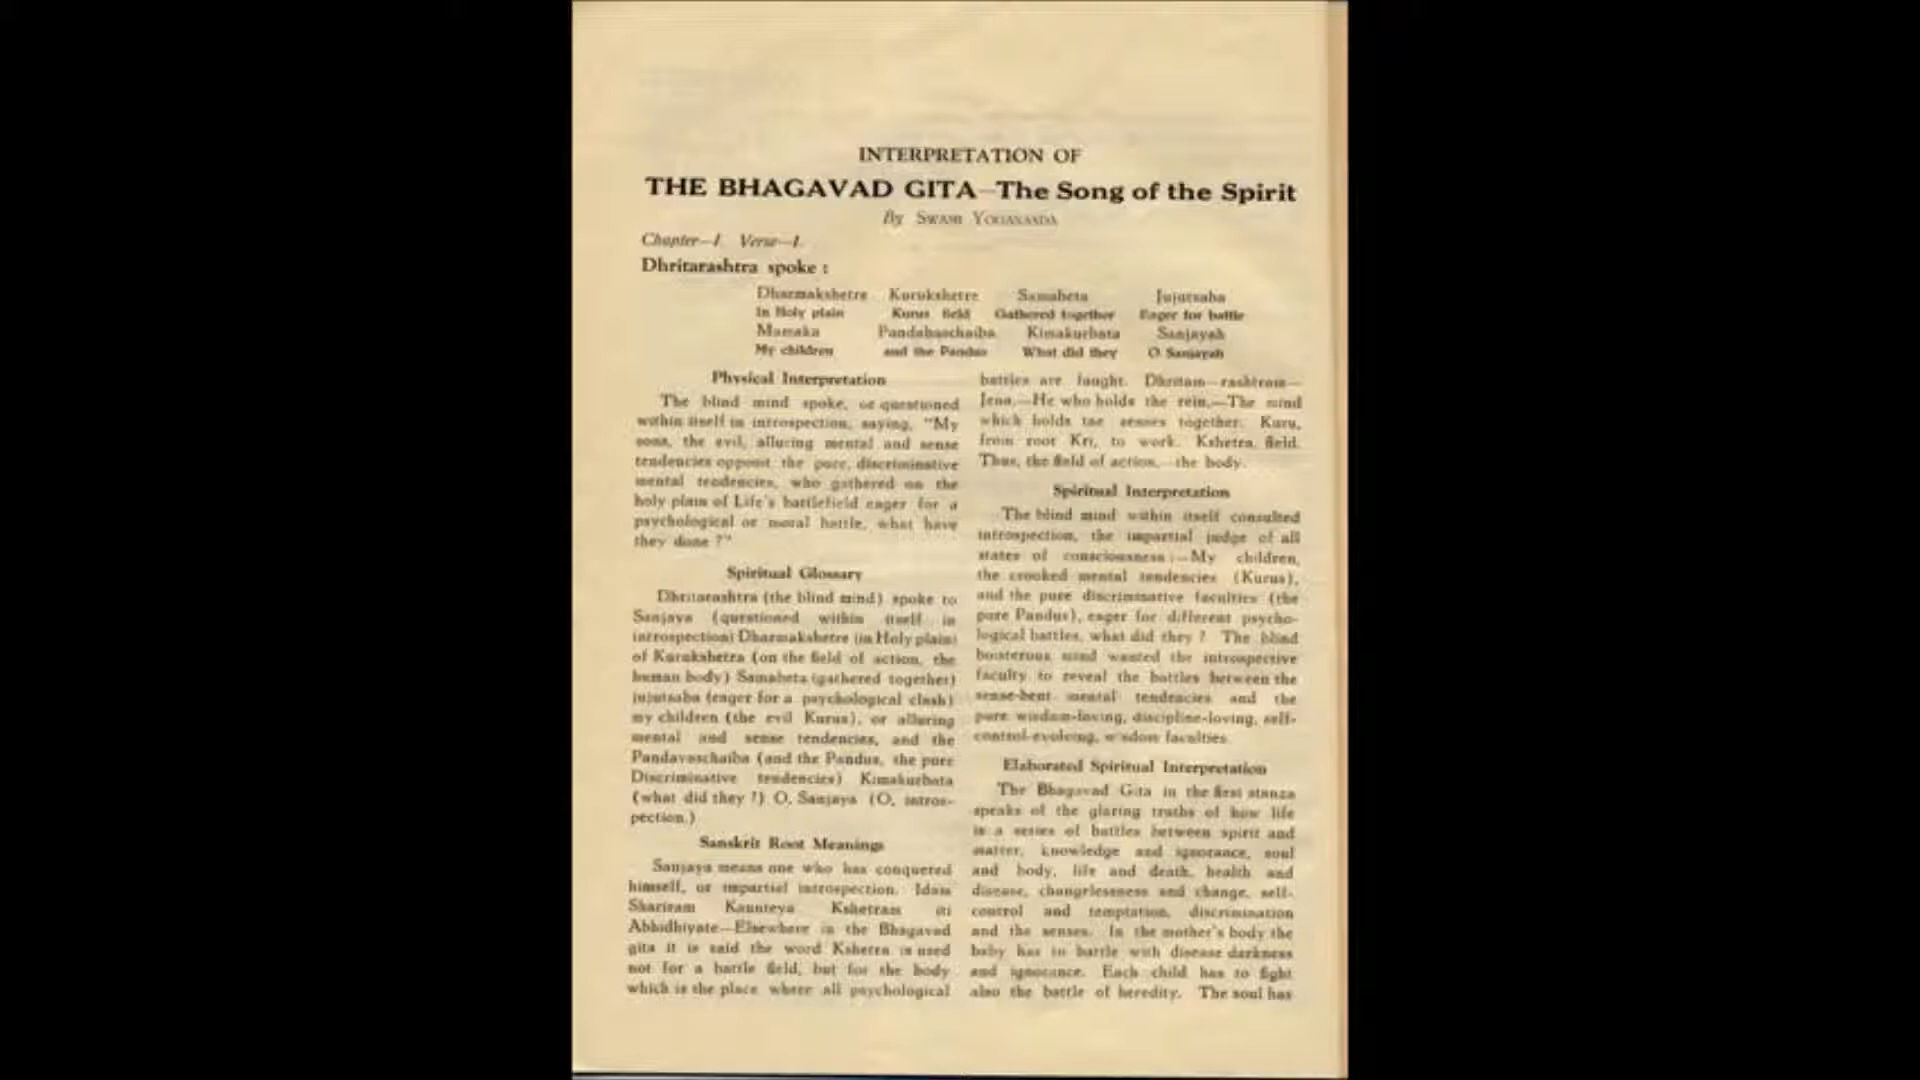 INTERPRETATION OF
THE BHAGAVAD GITA—The Song of the Spirit
By SWAMI YOGANANDA
Chapter—I. Verse—I.
Dhritarashtra spoke :
Dharmakshetre Kurukshetre Samabeta Jujutsaba
In Holy plain Kurus field Gathered together Eager for battle
Mamaka Pandabaschaiba Kimakurbata Sanjayah
My children and the Pandus What did they O Sanjayah
Physical Interpretation
The blind mind spoke, or questioned
within itself in introspection, saying, "My
sons, the evil, alluring mental and sense
tendencies opposit the pure, discriminative
mental tendencies, who gathered on the
holy plain of Life's battlefield eager for a
psychological or moral battle, what have
they done ?"
Spiritual Glossary
Dhritarashtra (the blind mind) spoke to
Sanjaya (questioned within itself in
introspection) Dharmakshetre (in Holy plain)
of Kurukshetra (on the field of action, the
human body) Samabeta (gathered together)
jujutsaba (eager for a psychological clash)
my children (the evil Kurus), or alluring
mental and sense tendencies, and the
Pandavaschaiba (and the Pandus, the pure
Discriminative tendencies) Kimakurbata
(what did they ?) O, Sanjaya (O, intros-
pection.)
Sanskrit Root Meanings
Sanjaya means one who has conquered
himself, or impartial introspection. Idam
Shariram Kaunteya Kshetram iti
Abhidhiyate—Elsewhere in the Bhagavad
gita it is said the word Kshetra is used
not for a battle field, but for the body
which is the place where all psychological
battles are fought. Dhritam—rashtram—
Jena,—He who holds the rein,—The mind
which holds the senses together. Kuru,
from root Kri, to work. Kshetra, field.
Thus, the field of action,—the body.
Spiritual Interpretation
The blind mind within itself consulted
introspection, the impartial judge of all
states of consciousness :—My children,
the crooked mental tendencies (Kurus),
and the pure discriminative faculties (the
pure Pandus), eager for different psycho-
logical battles, what did they ? The blind
boisterous mind wanted the introspective
faculty to reveal the battles between the
sense-bent mental tendencies and the
pure wisdom-loving, discipline-loving, self-
control-evolving, wisdom faculties.
Elaborated Spiritual Interpretation
The Bhagavad Gita in the first stanza
speaks of the glaring truths of how life
is a series of battles between spirit and
matter, knowledge and ignorance, soul
and body, life and death, health and
disease, changelessness and change, self-
control and temptation, discrimination
and the senses. In the mother's body the
baby has to battle with disease darkness
and ignorance. Each child has to fight
also the battle of heredity. The soul has